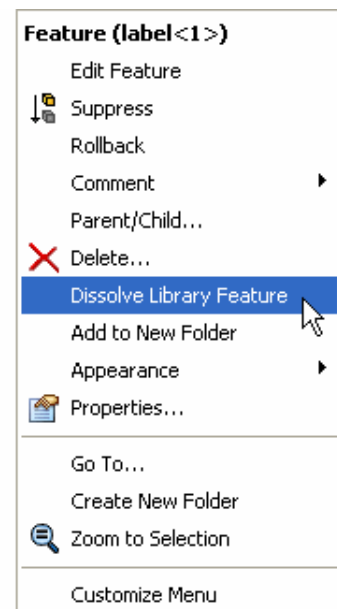 Feature (label<1>)
Edit Feature
Suppress
Rollback
Comment
Parent/Child...
Delete...
Dissolve Library Feature
Add to New Folder
Appearance
Properties...
Go To...
Create New Folder
Zoom to Selection
Customize Menu